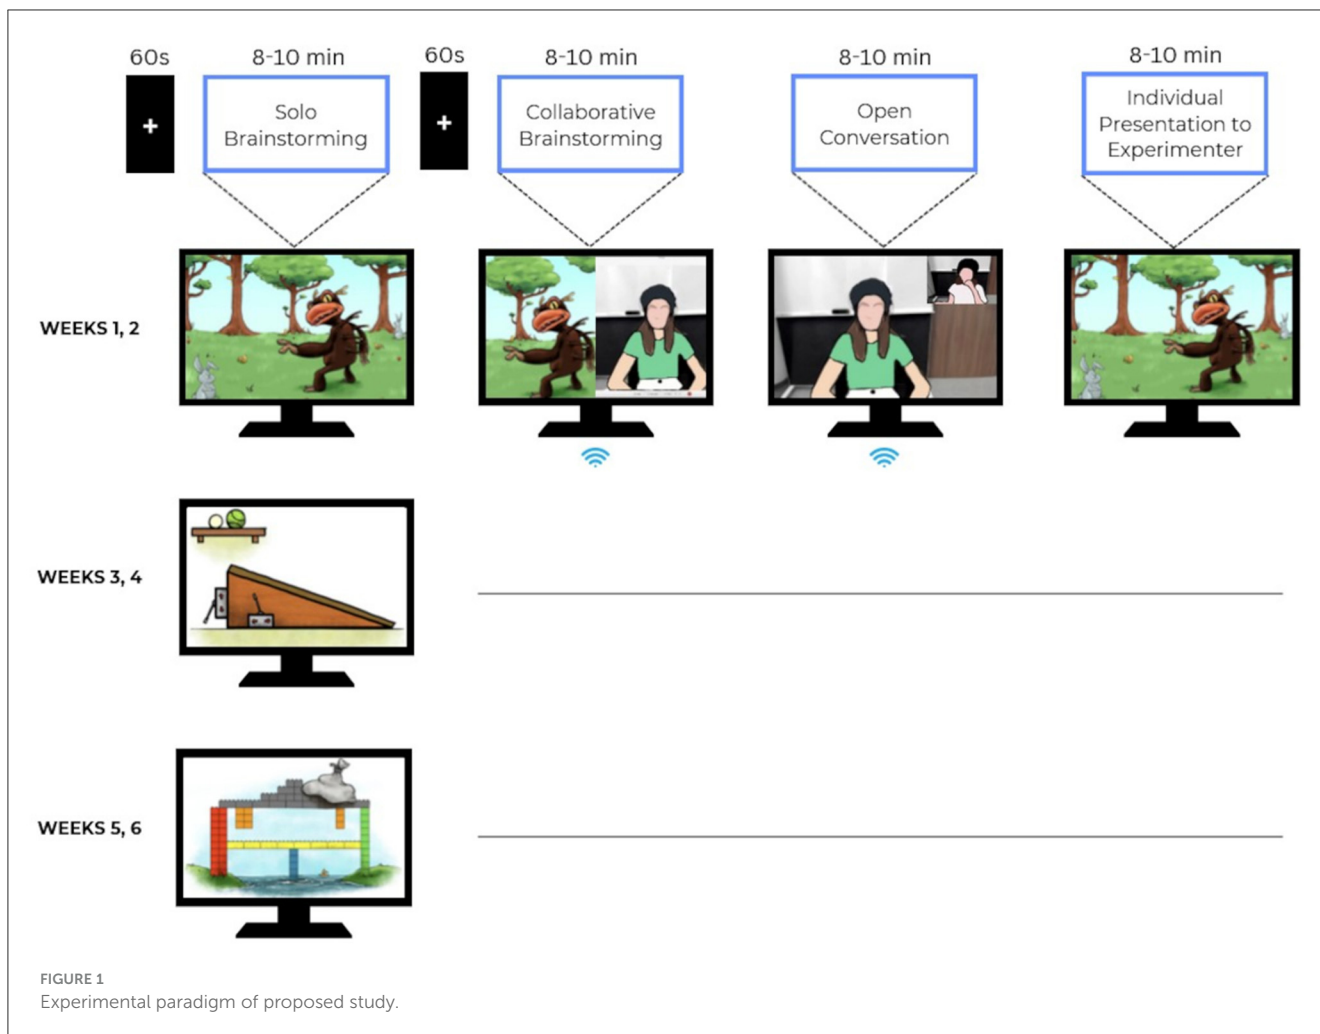 60s
8-10 min
60s
8-10 min
8-10 min
8-10 min
+
Solo
Brainstorming
+
Collaborative
Brainstorming
Open
Conversation
Individual
Presentation to
Experimenter
WEEKS 1, 2
WEEKS 3, 4
WEEKS 5, 6
FIGURE 1
Experimental paradigm of proposed study.